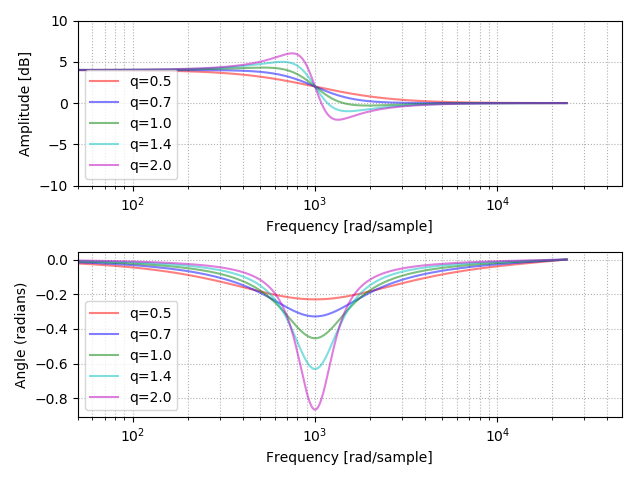 10
5
0
−5
−10
Amplitude [dB]
q=0.5
q=0.7
q=1.0
q=1.4
q=2.0
10²
10³
10⁴
Frequency [rad/sample]
0.0
−0.2
−0.4
−0.6
−0.8
Angle (radians)
q=0.5
q=0.7
q=1.0
q=1.4
q=2.0
10²
10³
10⁴
Frequency [rad/sample]